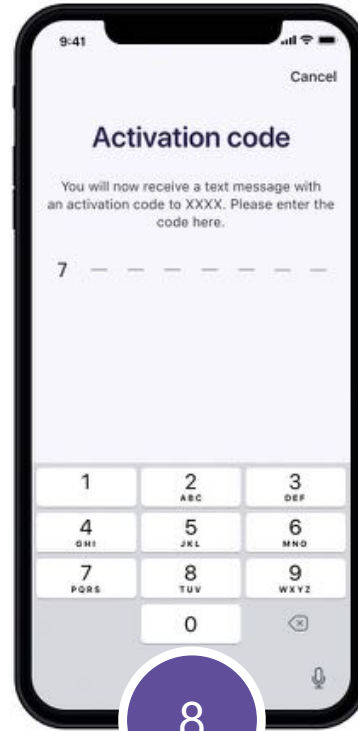 9:41
Cancel
Activation code
You will now receive a text message with
an activation code to XXXX. Please enter the
code here.
7 _ _ _ _ _ _ _
1 2 3
ABC DEF
4 5 6
GHI JKL MNO
7 8 9
PQRS TUV WXYZ
0
8